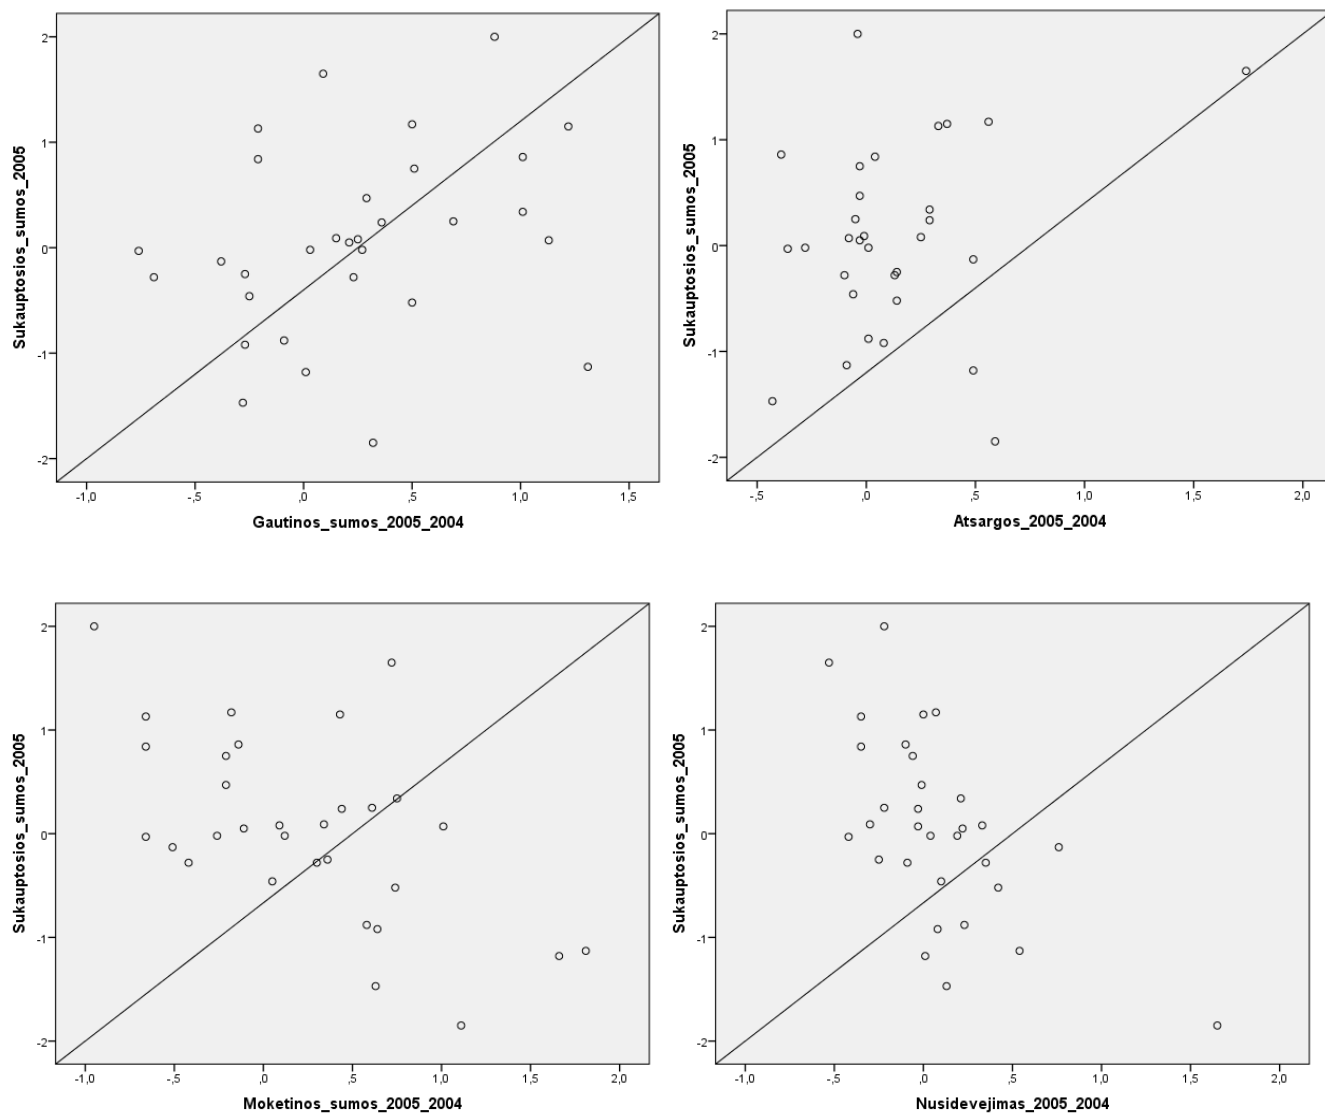 2
1
0
-1
-2
Sukauptosios_sumos_2005
-1,0 -,5 ,0 ,5 1,0 1,5
Gautinos_sumos_2005_2004
2
1
0
-1
-2
Sukauptosios_sumos_2005
-,5 ,0 ,5 1,0 1,5 2,0
Atsargos_2005_2004
2
1
0
-1
-2
Sukauptosios_sumos_2005
-1,0 -,5 ,0 ,5 1,0 1,5 2,0
Moketinos_sumos_2005_2004
2
1
0
-1
-2
Sukauptosios_sumos_2005
-1,0 -,5 ,0 ,5 1,0 1,5 2,0
Nusidevejimas_2005_2004